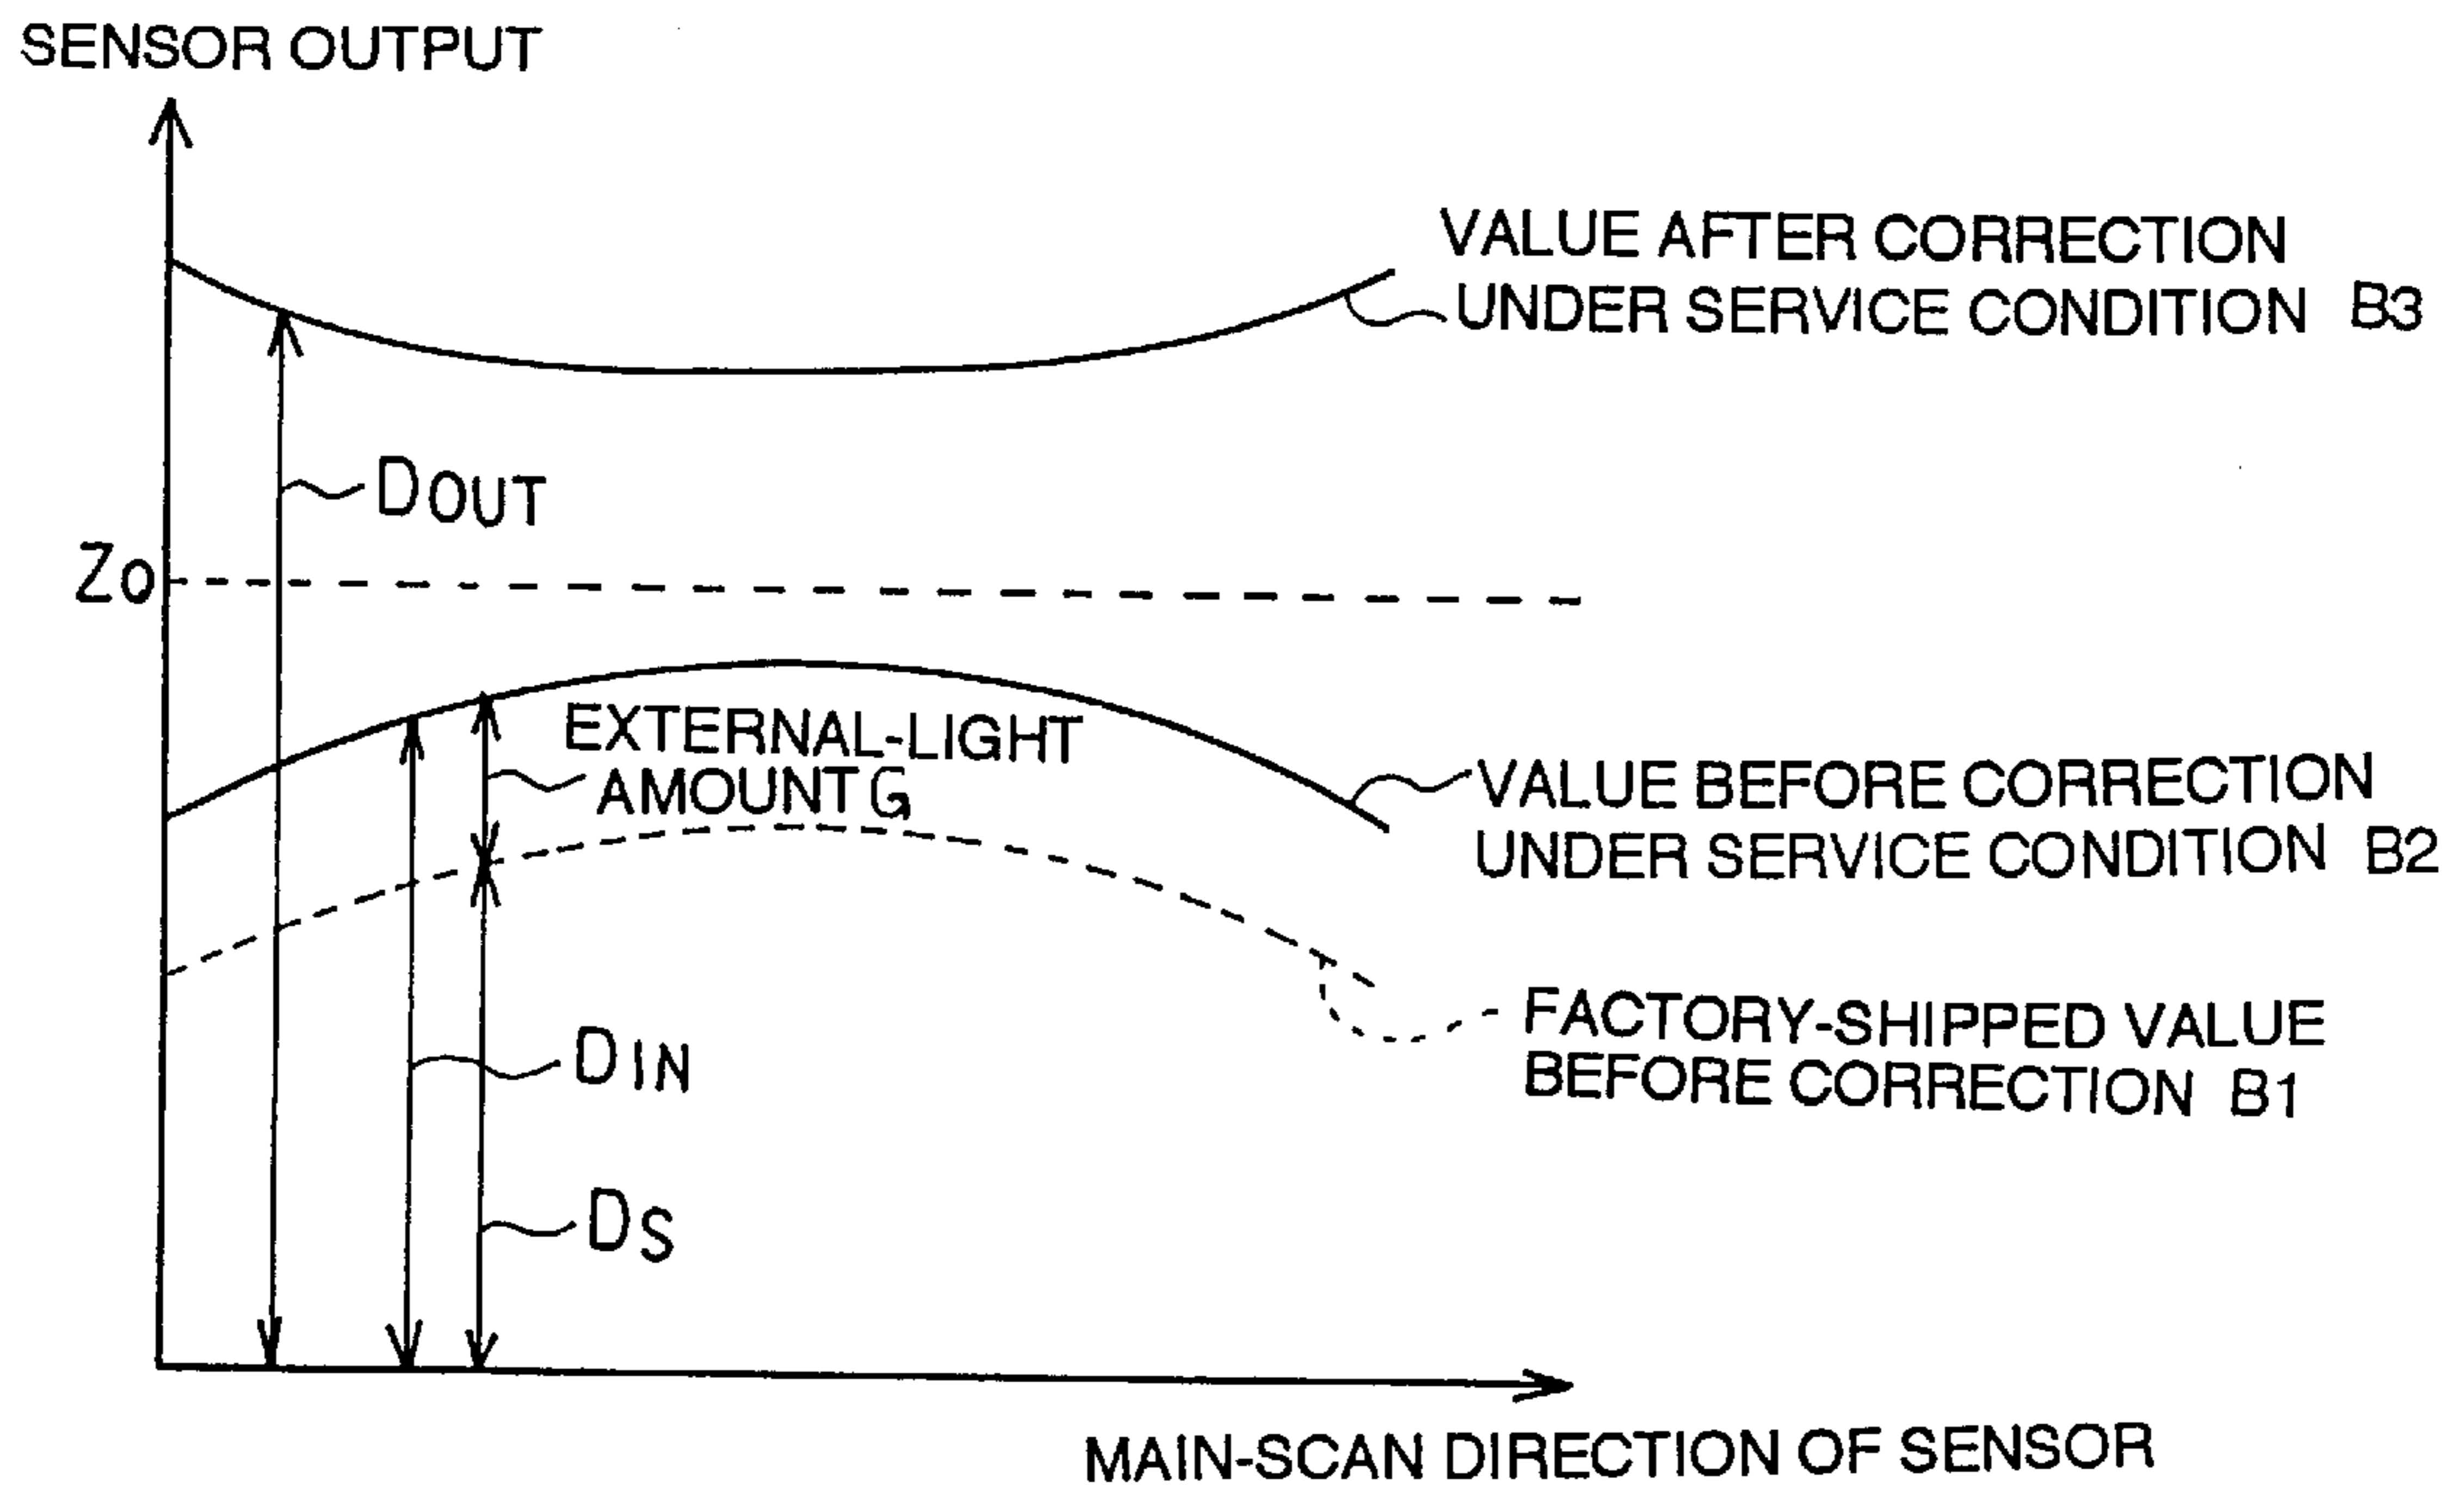 SENSOR OUTPUT
VALUE AFTER CORRECTION
UNDER SERVICE CONDITION B3
DOUT
Z0
EXTERNAL-LIGHT
AMOUNT G
VALUE BEFORE CORRECTION
UNDER SERVICE CONDITION B2
FACTORY-SHIPPED VALUE
BEFORE CORRECTION B1
DIN
DS
MAIN-SCAN DIRECTION OF SENSOR